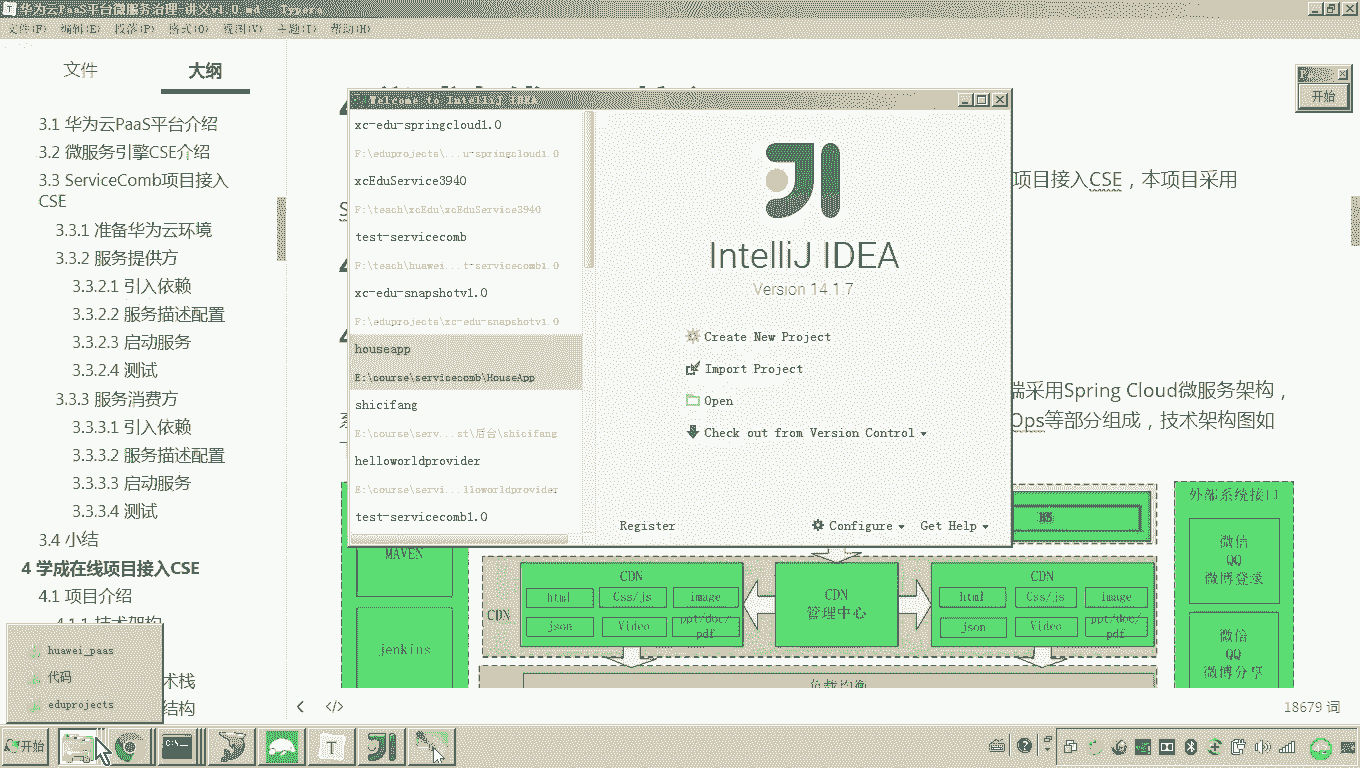 华为云PaaS平台微服务治理-讲义v1.0.md - Typora
文件(F) 编辑(E) 段落(P) 格式(O) 视图(V) 主题(T) 帮助(H)
文件 大纲
3.1 华为云PaaS平台介绍
3.2 微服务引擎CSE介绍
3.3 ServiceComb项目接入
CSE
3.3.1 准备华为云环境
3.3.2 服务提供方
3.3.2.1 引入依赖
3.3.2.2 服务描述配置
3.3.2.3 启动服务
3.3.2.4 测试
3.3.3 服务消费方
3.3.3.1 引入依赖
3.3.3.2 服务描述配置
3.3.3.3 启动服务
3.3.3.4 测试
3.4 小结
4 学成在线项目接入CSE
4.1 项目介绍
4.1.1 技术架构
术栈
结构
huawei_paas
代码
eduprojects
Welcome to IntelliJ IDEA
xc-edu-springcloud1.0
F:\eduprojects\...u-springcloud1.0
xcEduService3940
F:\teach\xcEdu\xcEduService3940
test-servicecomb
F:\teach\huawei...t-servicecomb1.0
xc-edu-snapshotv1.0
F:\eduprojects\xc-edu-snapshotv1.0
houseapp
E:\course\servicecomb\HouseApp
shicifang
E:\course\serv...st\后台\shicifang
helloworldprovider
E:\course\servi...lloworldprovider
test-servicecomb1.0
IntelliJ IDEA
Version 14.1.7
Create New Project
Import Project
Open
Check out from Version Control
Register Configure Get Help
开始
项目接入CSE，本项目采用
端采用Spring Cloud微服务架构，
Ops等部分组成，技术架构图如
MAVEN
jenkins
CDN
CDN
html Css/js image
json Video ppt/doc/pdf
CDN
管理中心
CDN
html Css/js image
json Video ppt/doc/pdf
负载均衡
外部系统接口
微信
QQ
微博登录
微信
QQ
微博分享
18679 词
开始